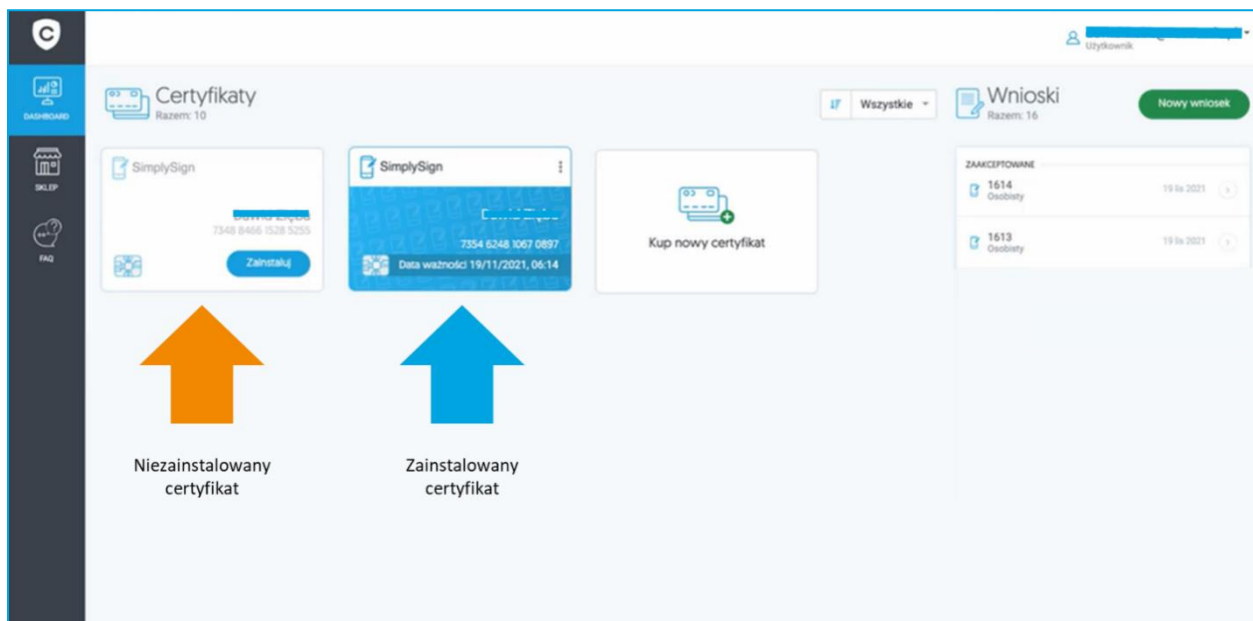 C
Użytkownik
DASHBOARD
SKLEP
FAQ
Certyfikaty
Razem: 10
Wszystkie
Wnioski
Razem: 16
Nowy wniosek
SimplySign
7348 8466 1528 5255
Zainstaluj
SimplySign
7354 6248 1067 0897
Data ważności 19/11/2021, 06:14
Kup nowy certyfikat
ZAAKCEPTOWANE
1614
Osobisty
19 lis 2021
1613
Osobisty
19 lis 2021
Niezainstalowany
certyfikat
Zainstalowany
certyfikat